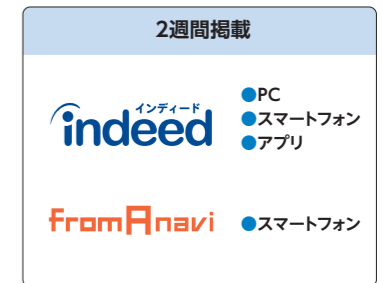 2週間掲載
インディード
indeed
●PC
●スマートフォン
●アプリ
fromAnavi
●スマートフォン